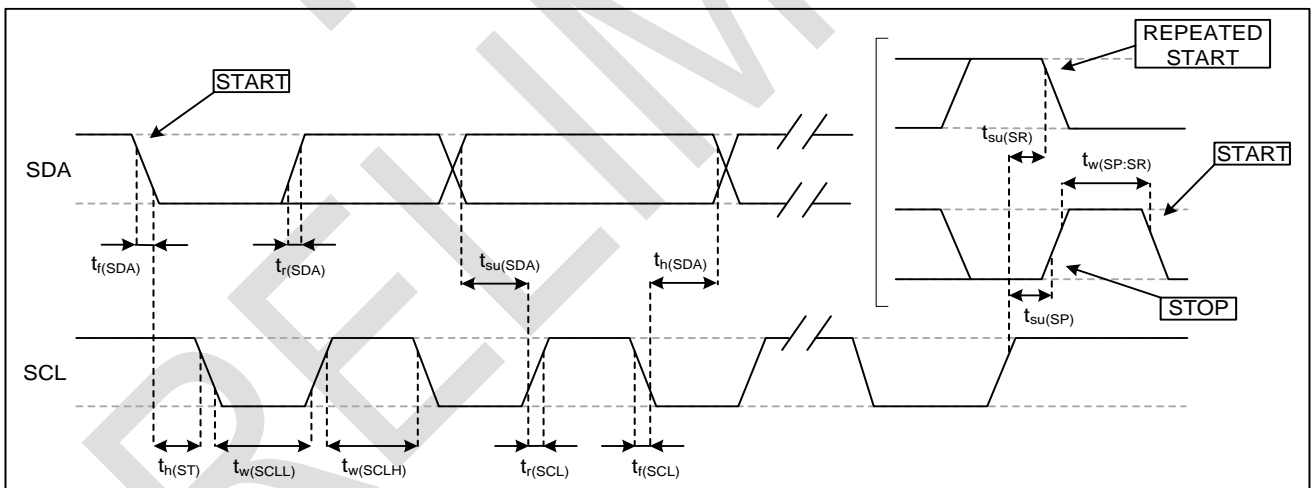 REPEATED
START
START
t_su(SR)
t_w(SP:SR)
START
SDA
t_f(SDA)
t_r(SDA)
t_su(SDA)
t_h(SDA)
t_su(SP)
STOP
SCL
t_h(ST)
t_w(SCLL)
t_w(SCLH)
t_r(SCL)
t_f(SCL)
RELIM